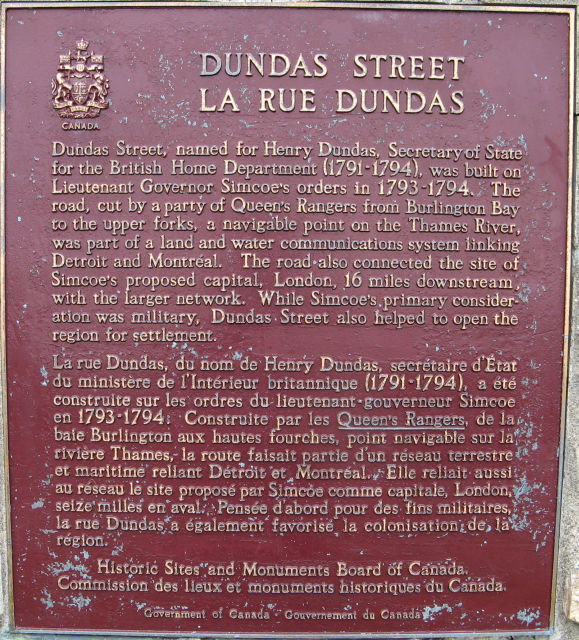 CANADA
DUNDAS STREET
LA RUE DUNDAS
Dundas Street, named for Henry Dundas, Secretary of State
for the British Home Department (1791-1794), was built on
Lieutenant Governor Simcoe's orders in 1793-1794. The
road, cut by a party of Queen's Rangers from Burlington Bay
to the upper forks, a navigable point on the Thames River,
was part of a land and water communications system linking
Detroit and Montréal. The road also connected the site of
Simcoe's proposed capital, London, 16 miles downstream
with the larger network. While Simcoe's primary consider-
ation was military, Dundas Street also helped to open the
region for settlement.
La rue Dundas, du nom de Henry Dundas, secrétaire d'État
du ministère de l'Intérieur britannique (1791-1794), a été
construite sur les ordres du lieutenant-gouverneur Simcoe
en 1793-1794. Construite par les Queen's Rangers, de la
baie Burlington aux hautes fourches, point navigable sur la
rivière Thames, la route faisait partie d'un réseau terrestre
et maritime reliant Détroit et Montréal. Elle reliait aussi
au réseau le site proposé par Simcoe comme capitale, London,
seize milles en aval. Pensée d'abord pour des fins militaires,
la rue Dundas a également favorisé la colonisation de la
région.
Historic Sites and Monuments Board of Canada.
Commission des lieux et monuments historiques du Canada.
Government of Canada - Gouvernement du Canada